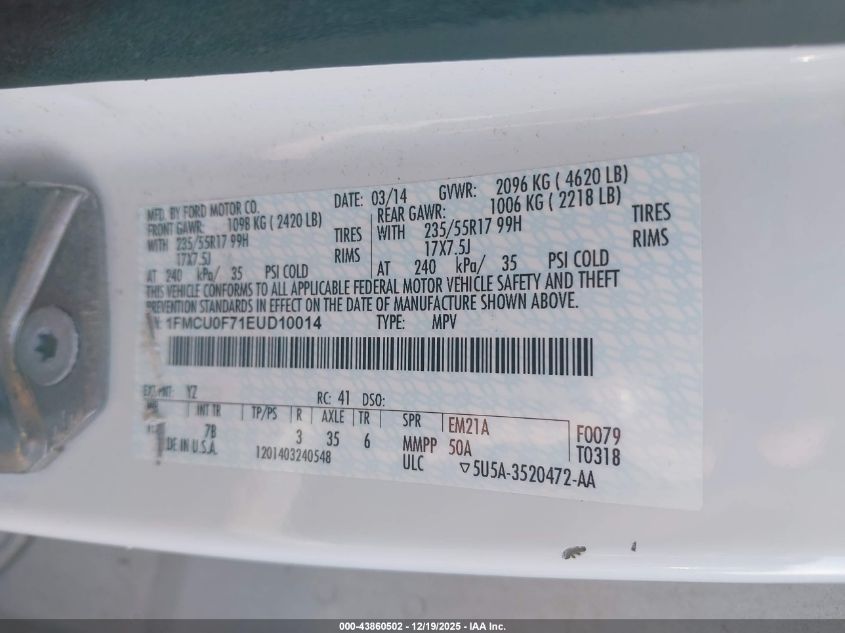 MFD. BY FORD MOTOR CO. DATE: 03/14 GVWR: 2096 KG ( 4620 LB)
FRONT GAWR: 1098 KG ( 2420 LB) REAR GAWR: 1006 KG ( 2218 LB)
WITH 235/55R17 99H TIRES WITH 235/55R17 99H TIRES
17X7.5J RIMS 17X7.5J RIMS
AT 240 kPa/ 35 PSI COLD AT 240 kPa/ 35 PSI COLD
THIS VEHICLE CONFORMS TO ALL APPLICABLE FEDERAL MOTOR VEHICLE SAFETY AND THEFT
PREVENTION STANDARDS IN EFFECT ON THE DATE OF MANUFACTURE SHOWN ABOVE.
1FMCU0F71EUD10014 TYPE: MPV
EXT PNT: YZ RC: 41 DSO:
INT TR TP/PS R AXLE TR SPR EM21A F0079
7B 3 35 6 MMPP 50A T0318
DE IN U.S.A. 1201403240548 ULC ▽5U5A-3520472-AA
000-43860502 - 12/19/2025 - IAA Inc.